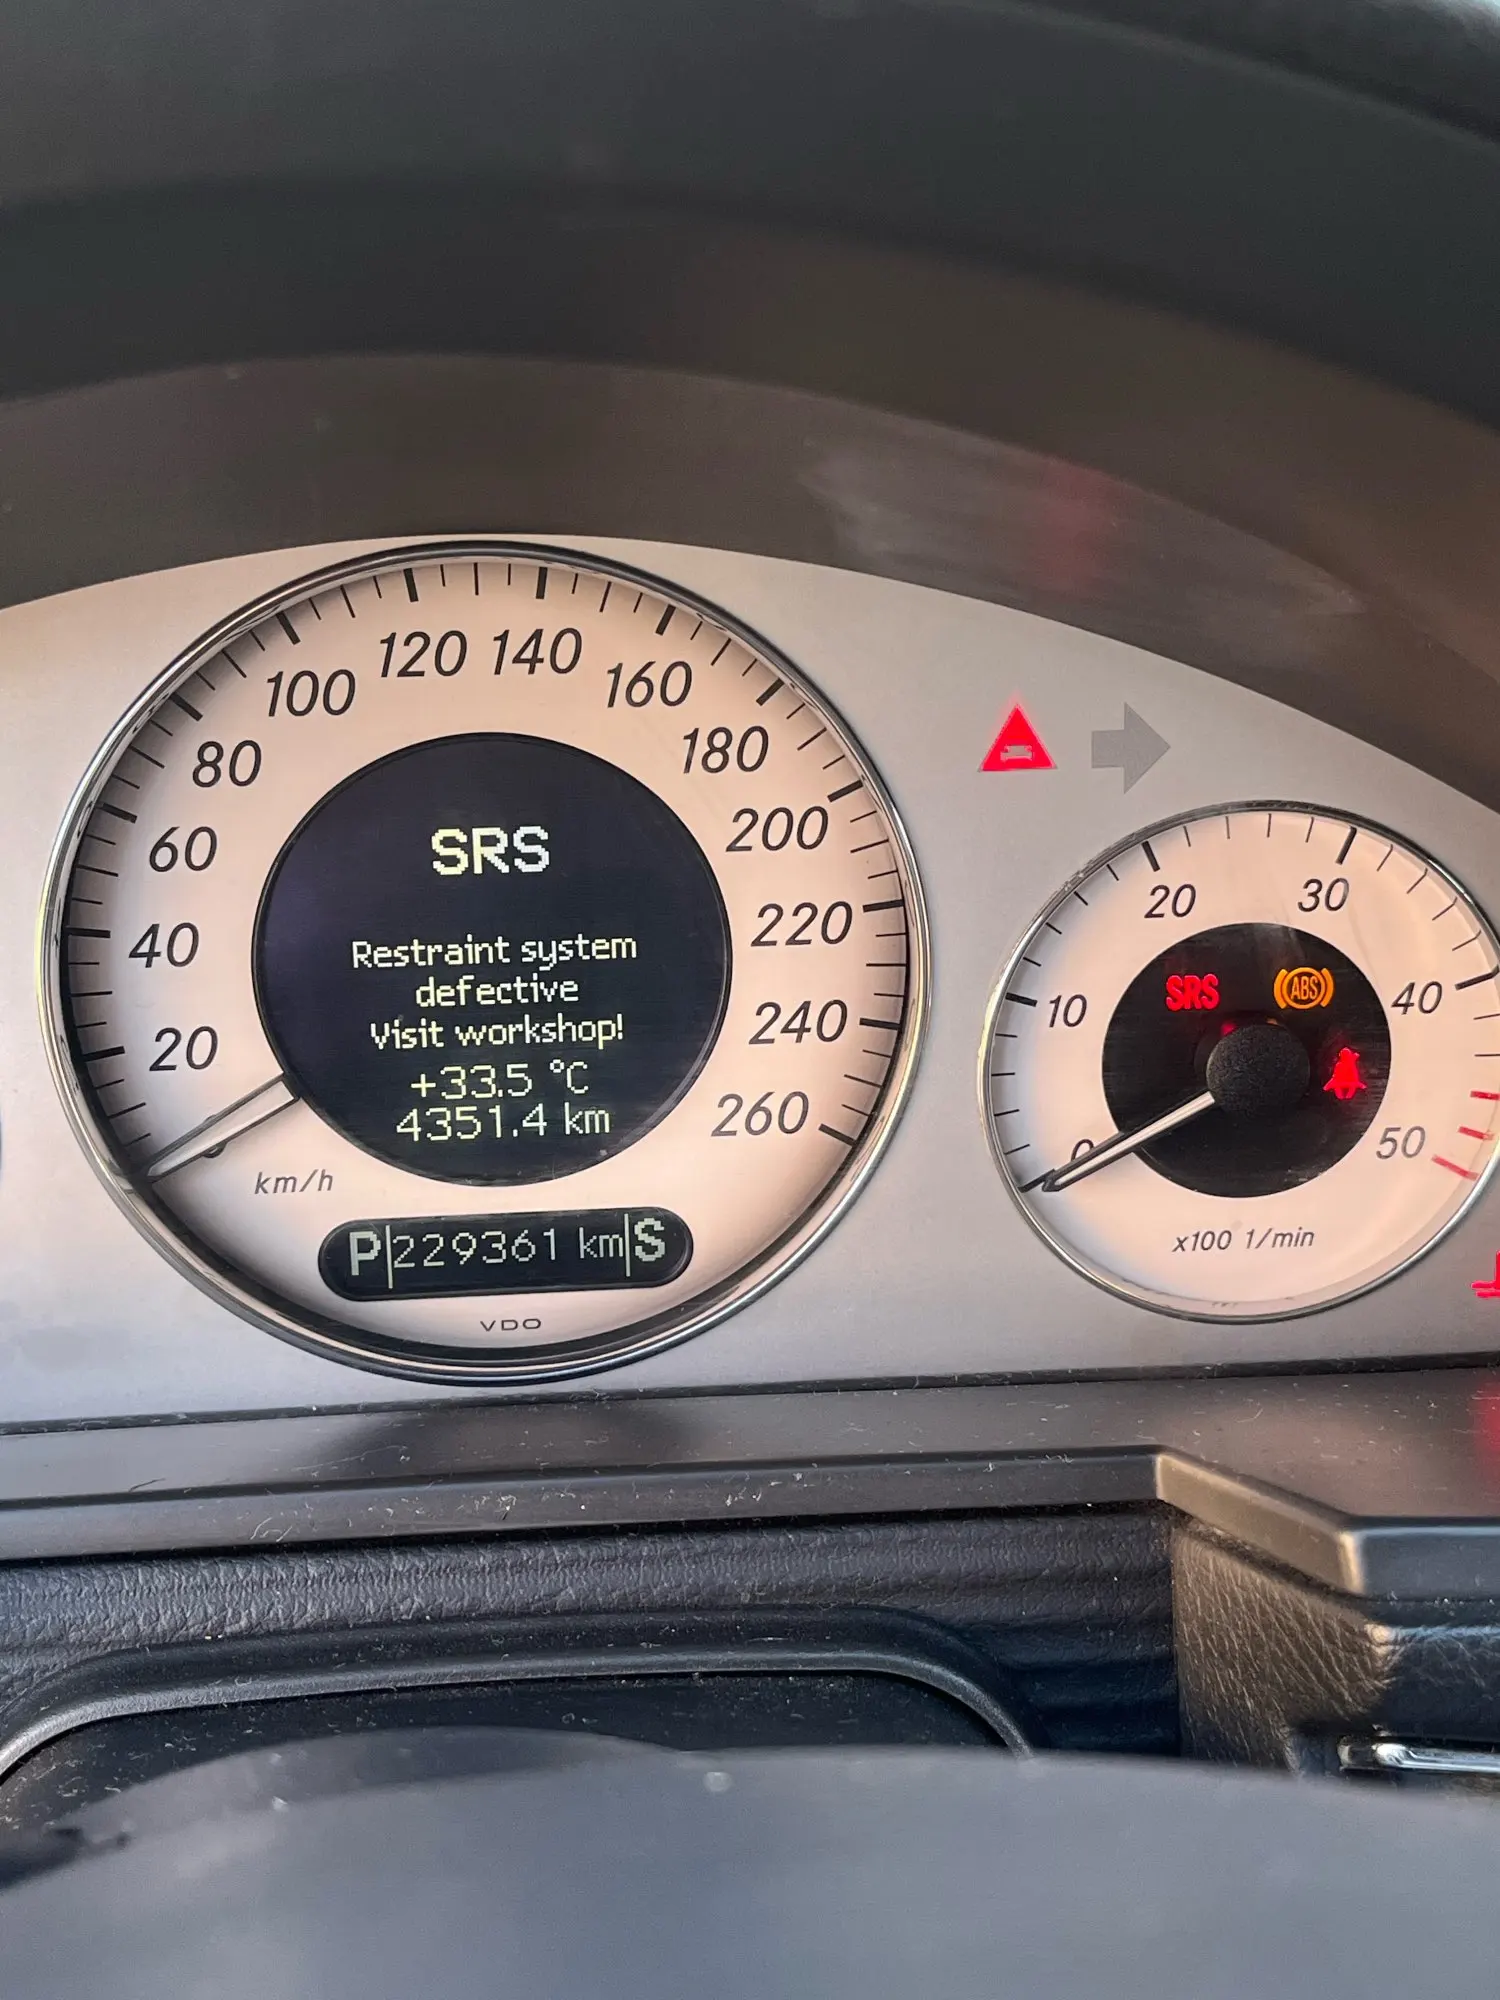 SRS
Restraint system
defective
Visit workshop!
+33.5 °C
4351.4 km
20
40
60
80
100
120
140
160
180
200
220
240
260
km/h
P 229361 km S
VDO
0
10
20
30
40
50
SRS
ABS
x100 1/min